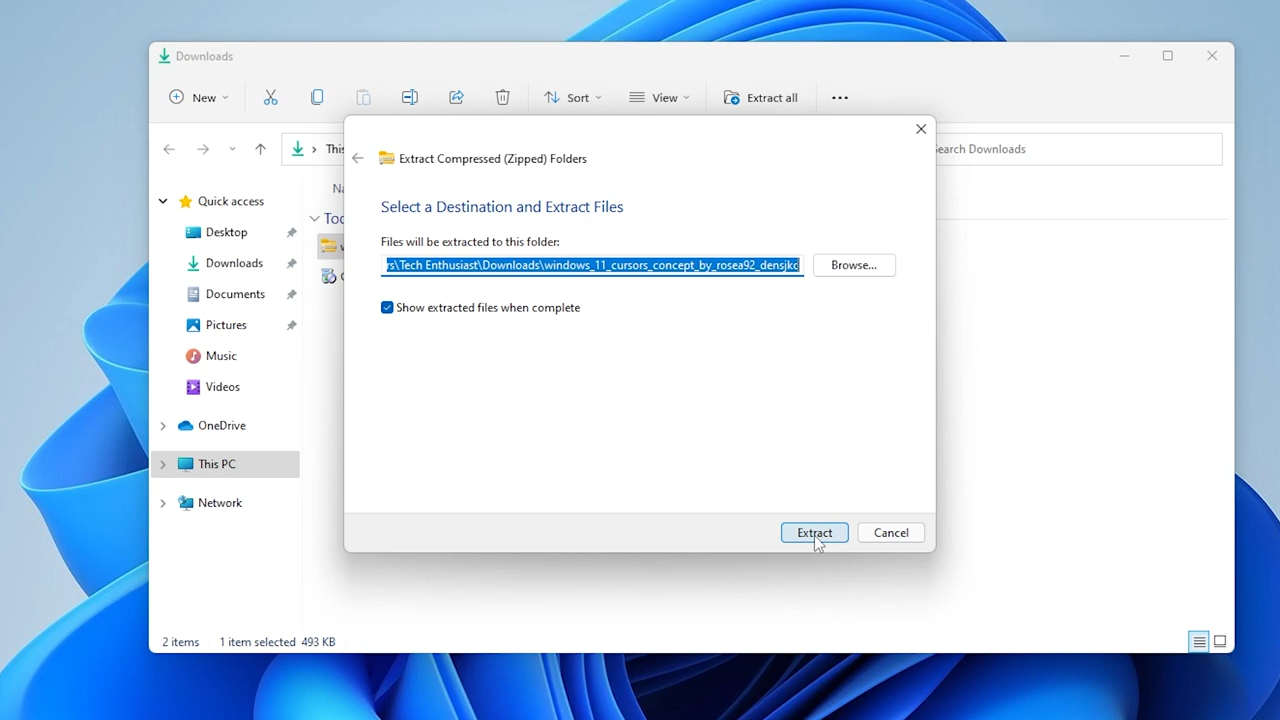 Downloads
New
Sort
View
Extract all
Search Downloads
Quick access
Desktop
Downloads
Documents
Pictures
Music
Videos
OneDrive
This PC
Network
Extract Compressed (Zipped) Folders
Select a Destination and Extract Files
Files will be extracted to this folder:
rs\Tech Enthusiast\Downloads\windows_11_cursors_concept_by_rosea92_densjkc
Browse...
Show extracted files when complete
Extract
Cancel
2 items
1 item selected 493 KB